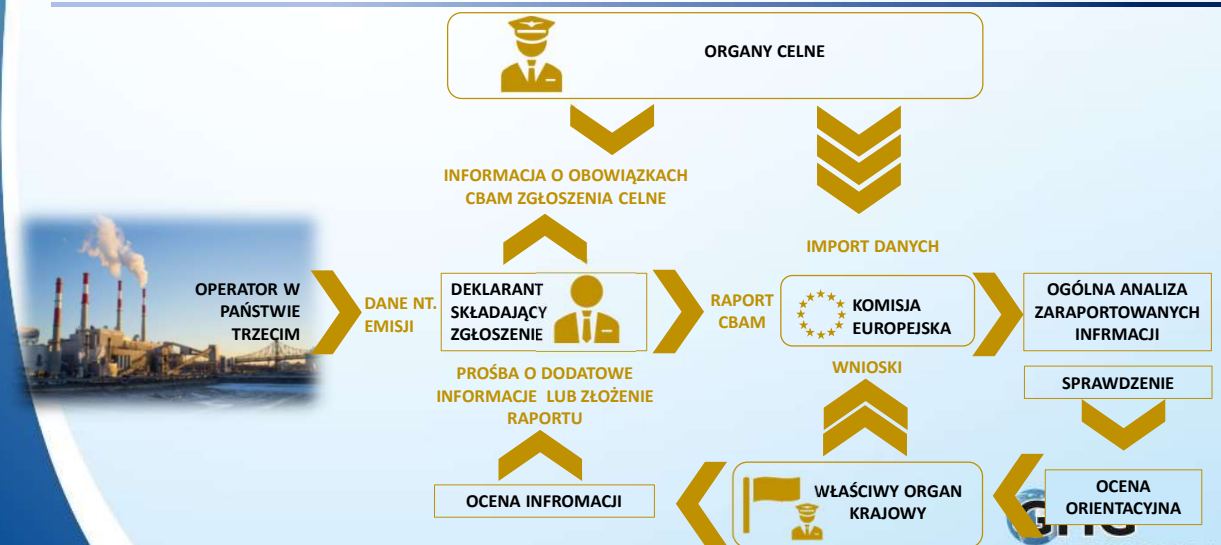 ORGANY CELNE
INFORMACJA O OBOWIĄZKACH
CBAM ZGŁOSZENIA CELNE
IMPORT DANYCH
OPERATOR W
PAŃSTWIE
TRZECIM
DANE NT.
EMISJI
DEKLARANT
SKŁADAJĄCY
ZGŁOSZENIE
RAPORT
CBAM
KOMISJA
EUROPEJSKA
OGÓLNA ANALIZA
ZARAPORTOWANYCH
INFRMACJI
PROŚBA O DODATOWE
INFORMACJE LUB ZŁOŻENIE
RAPORTU
WNIOSKI
SPRAWDZENIE
OCENA INFROMACJI
WŁAŚCIWY ORGAN
KRAJOWY
OCENA
ORIENTACYJNA